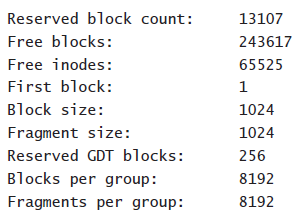 Reserved block count: 13107
Free blocks: 243617
Free inodes: 65525
First block: 1
Block size: 1024
Fragment size: 1024
Reserved GDT blocks: 256
Blocks per group: 8192
Fragments per group: 8192